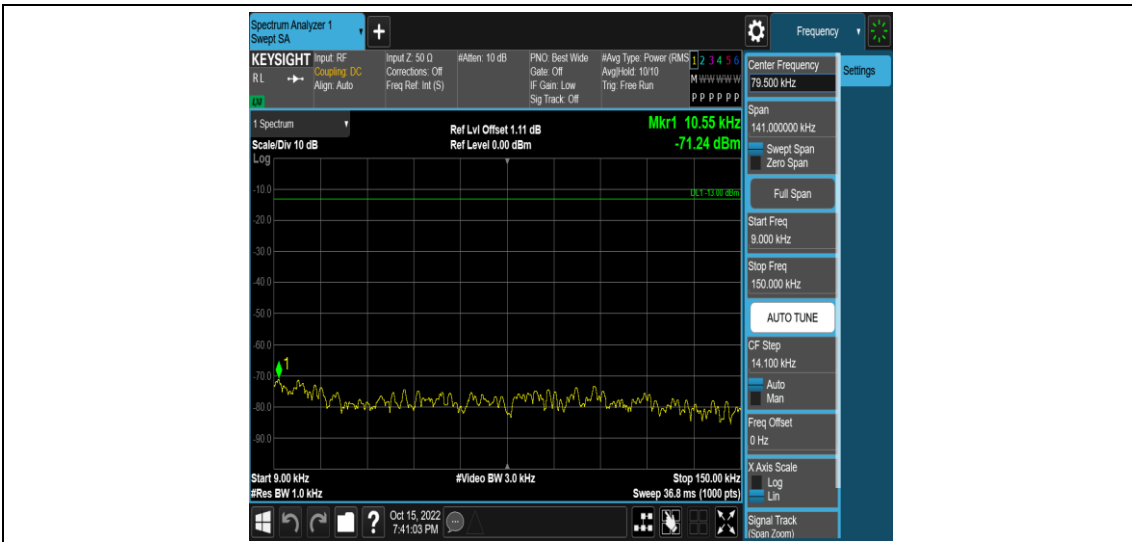 Spectrum Analyzer 1
Swept SA
+
Frequency
KEYSIGHT
RL
LXI
Input: RF
Coupling: DC
Align: Auto
Input Z: 50 Ω
Corrections: Off
Freq Ref: Int (S)
#Atten: 10 dB
PNO: Best Wide
Gate: Off
IF Gain: Low
Sig Track: Off
#Avg Type: Power (RMS
Avg|Hold: 10/10
Trig: Free Run
1 2 3 4 5 6
M W W W W W
P P P P P P
Center Frequency
79.500 kHz
Settings
Span
141.000000 kHz
Swept Span
Zero Span
Full Span
Start Freq
9.000 kHz
Stop Freq
150.000 kHz
AUTO TUNE
CF Step
14.100 kHz
Auto
Man
Freq Offset
0 Hz
X Axis Scale
Log
Lin
Signal Track
(Span Zoom)
1 Spectrum
Scale/Div 10 dB
Ref Lvl Offset 1.11 dB
Ref Level 0.00 dBm
Mkr1 10.55 kHz
-71.24 dBm
Log
-10.0
DL1 -13.00 dBm
-20.0
-30.0
-40.0
-50.0
-60.0
1
-70.0
-80.0
-90.0
Start 9.00 kHz
#Video BW 3.0 kHz
Stop 150.00 kHz
#Res BW 1.0 kHz
Sweep 36.8 ms (1000 pts)
?
Oct 15, 2022
7:41:03 PM